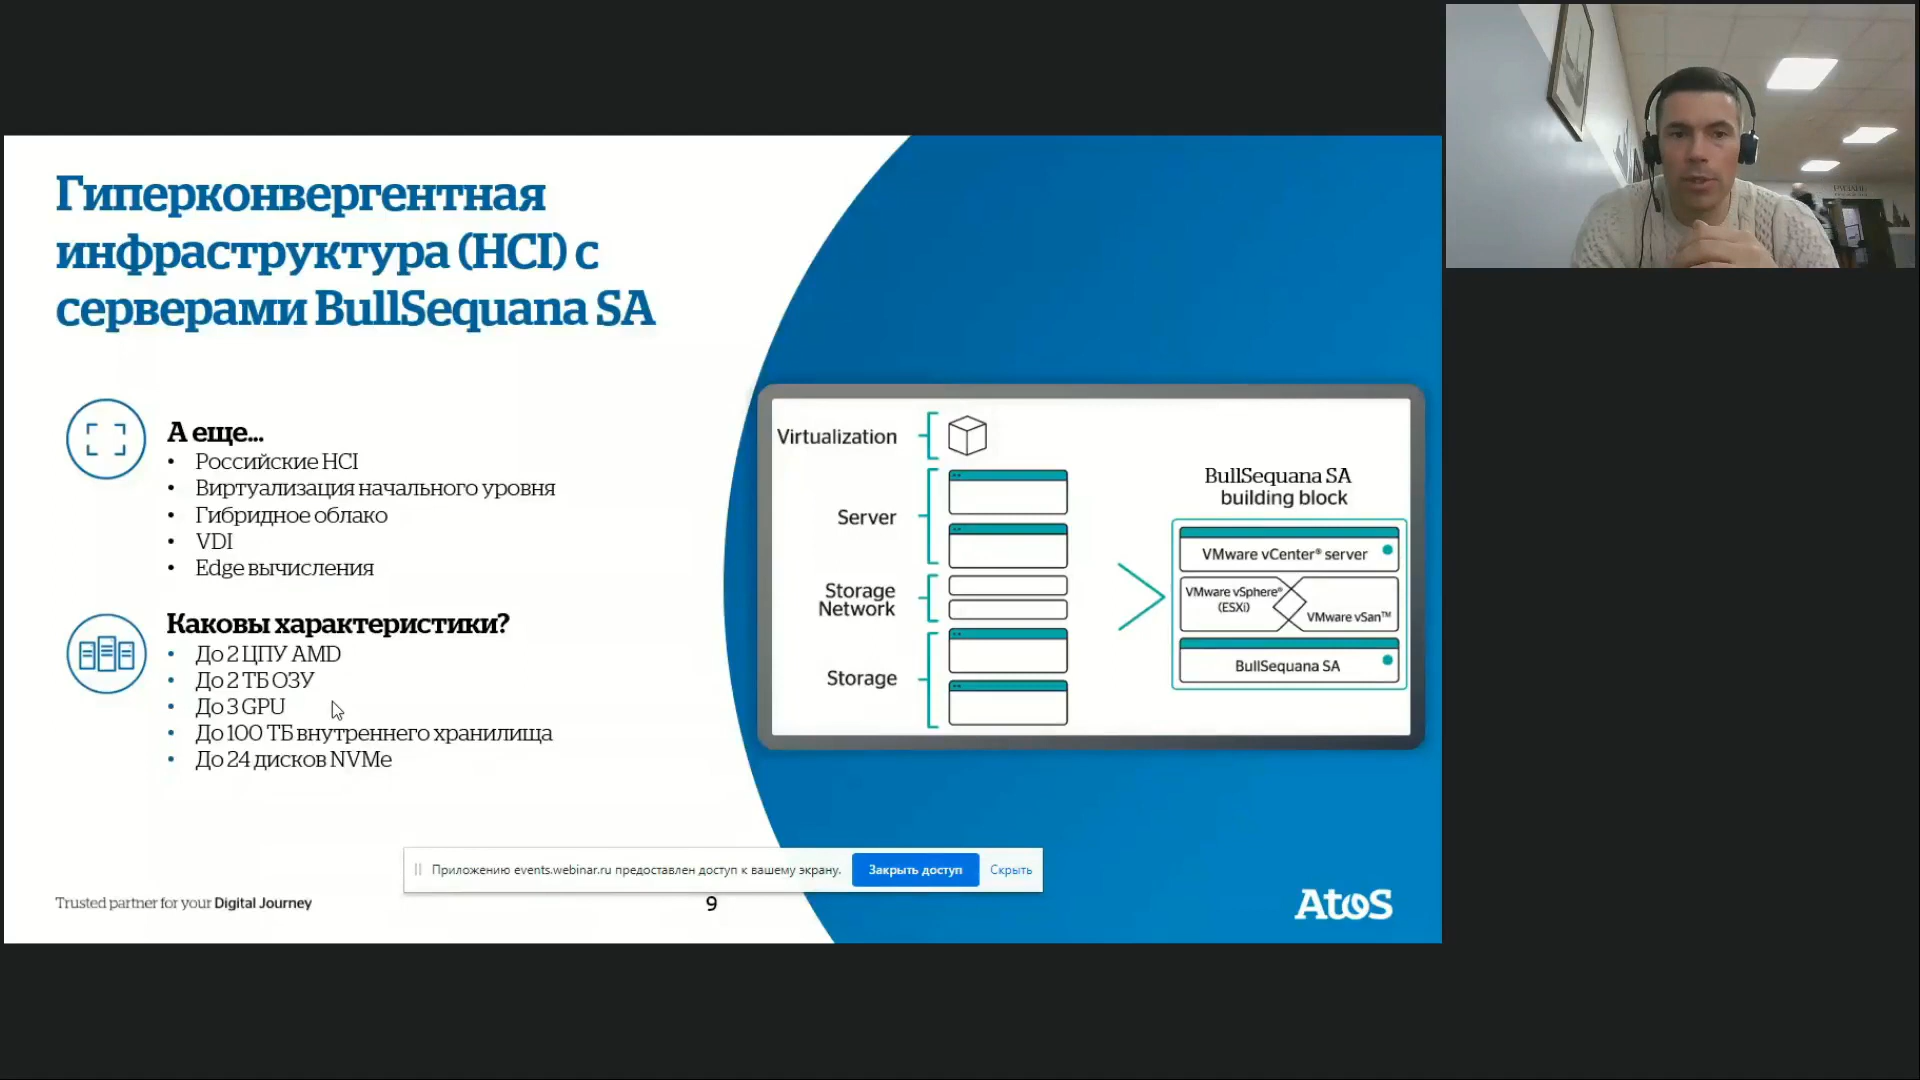 Гиперконвергентная
инфраструктура (HCI) с
серверами BullSequana SA
А еще...
• Российские HCI
• Виртуализация начального уровня
• Гибридное облако
• VDI
• Edge вычисления
Каковы характеристики?
• До 2 ЦПУ AMD
• До 2 ТБ ОЗУ
• До 3 GPU
• До 100 ТБ внутреннего хранилища
• До 24 дисков NVMe
Virtualization
Server
Storage
Network
Storage
BullSequana SA
building block
VMware vCenter® server
VMware vSphere®
(ESXi)
VMware vSan™
BullSequana SA
Приложению events.webinar.ru предоставлен доступ к вашему экрану.
Закрыть доступ
Скрыть
Trusted partner for your Digital Journey
9
Atos